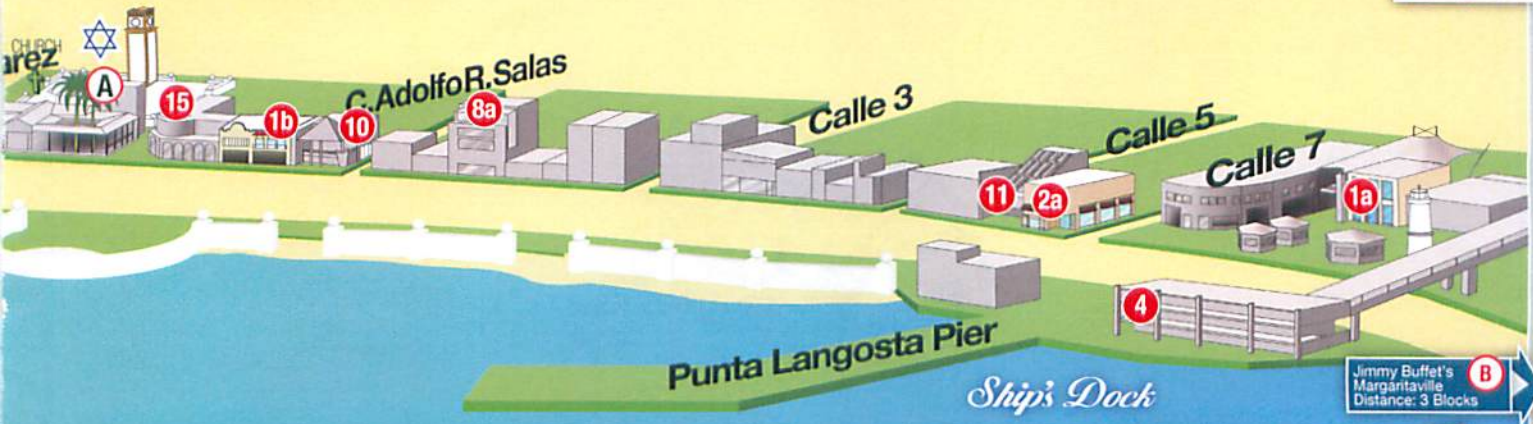 CHURCH
arez
A
15
1b
10
C.AdolfoR.Salas
8a
Calle 3
Calle 5
Calle 7
11
2a
1a
4
Punta Langosta Pier
Ship's Dock
Jimmy Buffet's
Margaritaville
Distance: 3 Blocks
B